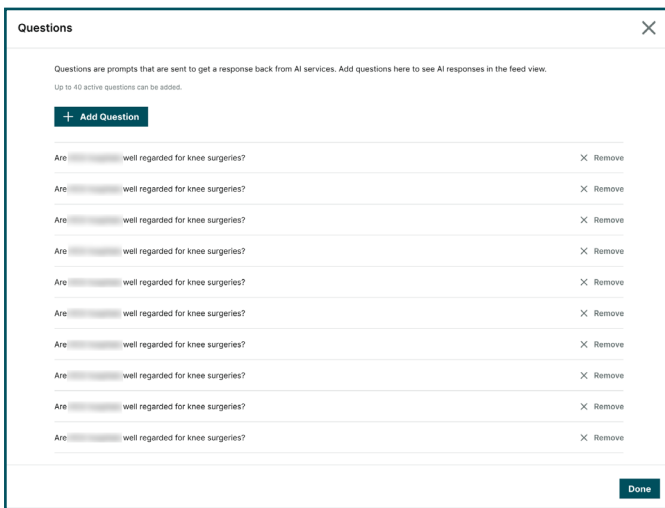 Questions
Questions are prompts that are sent to get a response back from AI services. Add questions here to see AI responses in the feed view.
Up to 40 active questions can be added.
+ Add Question
Are well regarded for knee surgeries? Remove
Are well regarded for knee surgeries? Remove
Are well regarded for knee surgeries? Remove
Are well regarded for knee surgeries? Remove
Are well regarded for knee surgeries? Remove
Are well regarded for knee surgeries? Remove
Are well regarded for knee surgeries? Remove
Are well regarded for knee surgeries? Remove
Are well regarded for knee surgeries? Remove
Are well regarded for knee surgeries? Remove
Done